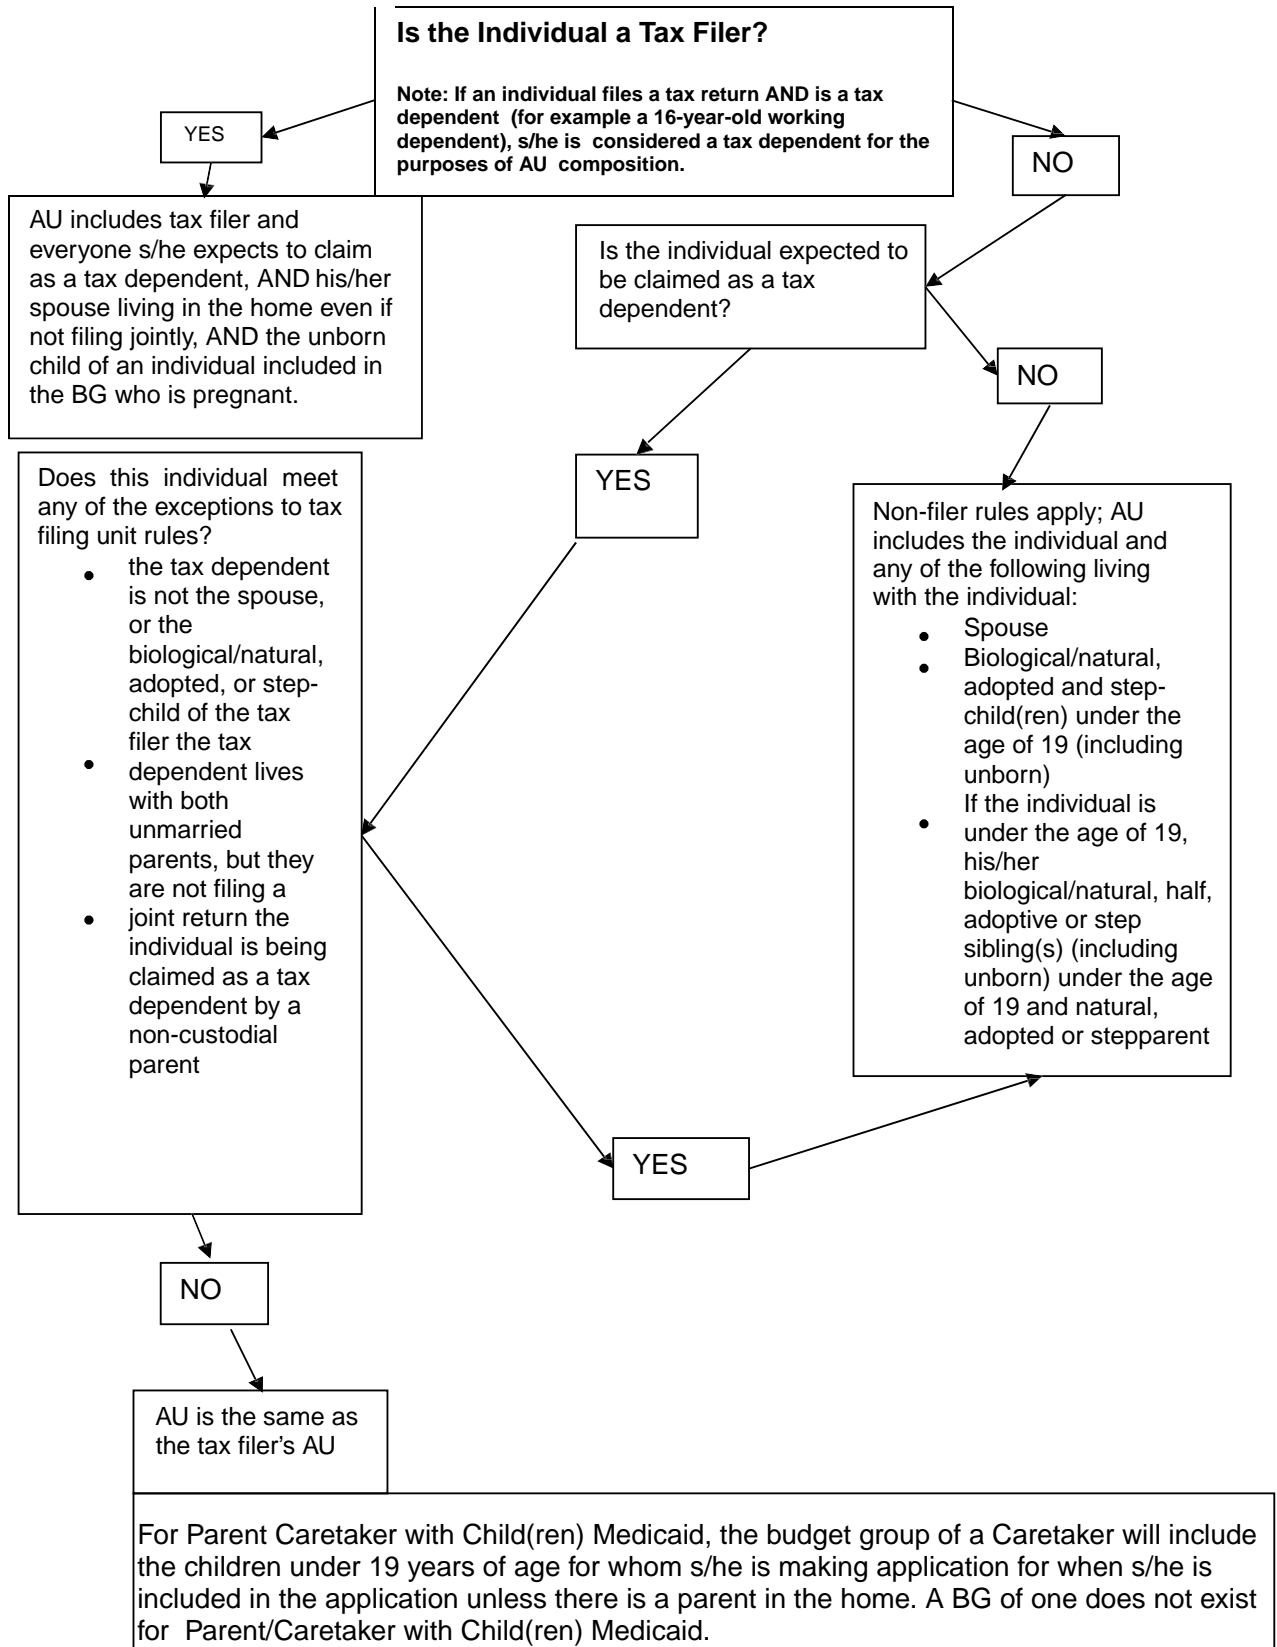 Is the Individual a Tax Filer?
Note: If an individual files a tax return AND is a tax
dependent (for example a 16-year-old working
dependent), s/he is considered a tax dependent for the
purposes of AU composition.
YES
NO
AU includes tax filer and
everyone s/he expects to claim
as a tax dependent, AND his/her
spouse living in the home even if
not filing jointly, AND the unborn
child of an individual included in
the BG who is pregnant.
Is the individual expected to
be claimed as a tax
dependent?
NO
YES
Does this individual meet
any of the exceptions to tax
filing unit rules?
• the tax dependent
is not the spouse,
or the
biological/natural,
adopted, or step-
child of the tax
filer the tax
• dependent lives
with both
unmarried
parents, but they
are not filing a
• joint return the
individual is being
claimed as a tax
dependent by a
non-custodial
parent
Non-filer rules apply; AU
includes the individual and
any of the following living
with the individual:
• Spouse
• Biological/natural,
adopted and step-
child(ren) under the
age of 19 (including
unborn)
• If the individual is
under the age of 19,
his/her
biological/natural, half,
adoptive or step
sibling(s) (including
unborn) under the age
of 19 and natural,
adopted or stepparent
YES
NO
AU is the same as
the tax filer’s AU
For Parent Caretaker with Child(ren) Medicaid, the budget group of a Caretaker will include
the children under 19 years of age for whom s/he is making application for when s/he is
included in the application unless there is a parent in the home. A BG of one does not exist
for Parent/Caretaker with Child(ren) Medicaid.